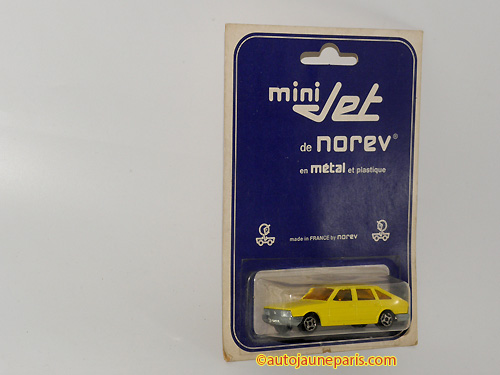 mini Jet
de norev®
en métal et plastique
made in FRANCE by norev
©autojauneparis.com